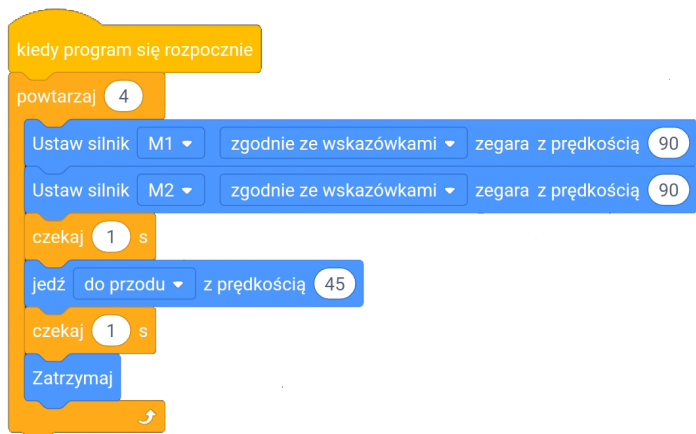 kiedy program się rozpocznie
powtarzaj 4
Ustaw silnik M1 zgodnie ze wskazówkami zegara z prędkością 90
Ustaw silnik M2 zgodnie ze wskazówkami zegara z prędkością 90
czekaj 1 s
jedź do przodu z prędkością 45
czekaj 1 s
Zatrzymaj